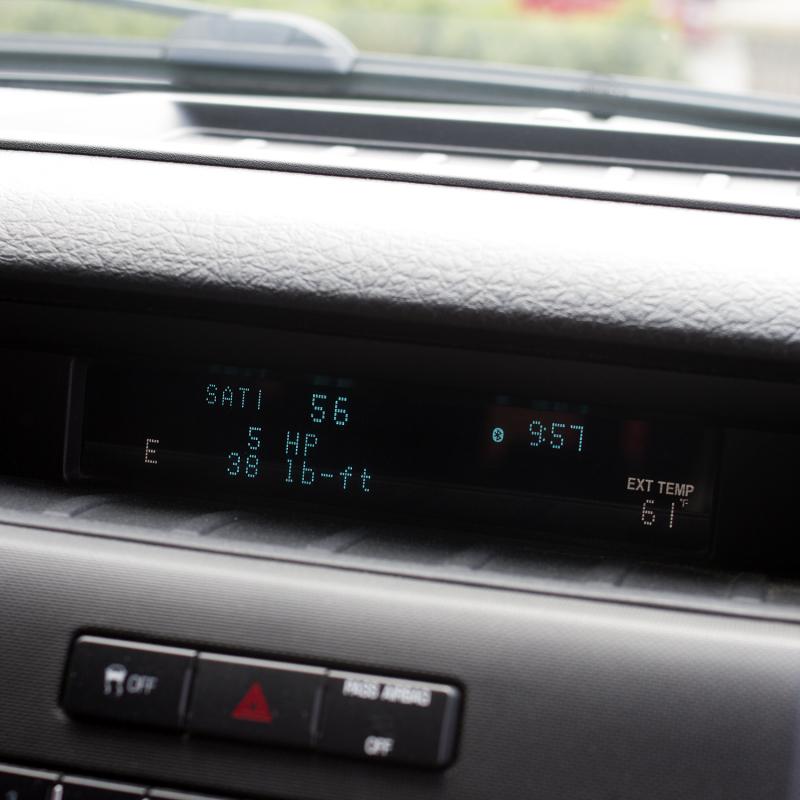 SAT1 56
9:57
5 HP
E
38 lb-ft
EXT TEMP
61°F
OFF
PASS AIRBAG
OFF